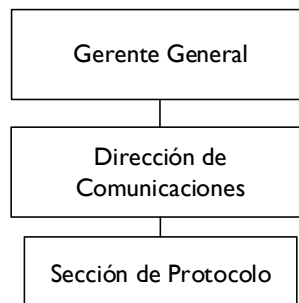 Gerente General
Dirección de
Comunicaciones
Sección de Protocolo